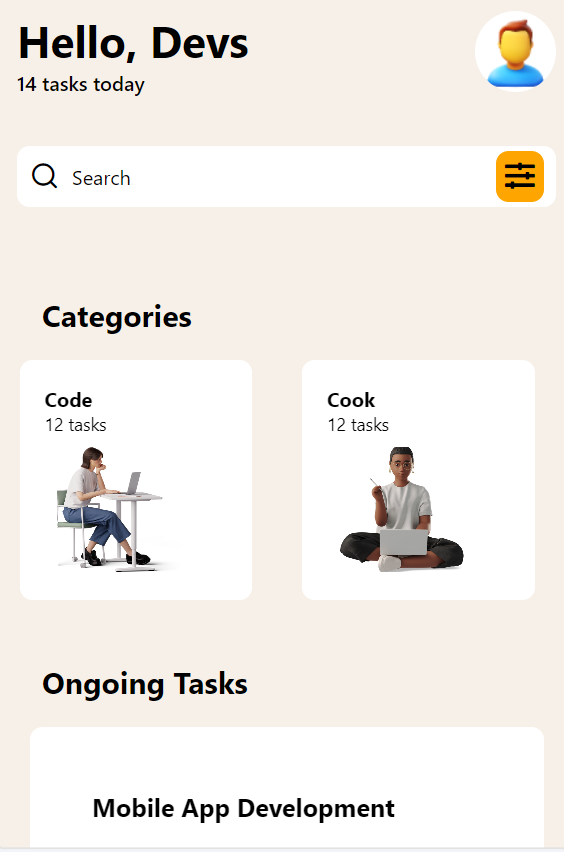 Hello, Devs
14 tasks today
Search
Categories
Code
12 tasks
Cook
12 tasks
Ongoing Tasks
Mobile App Development